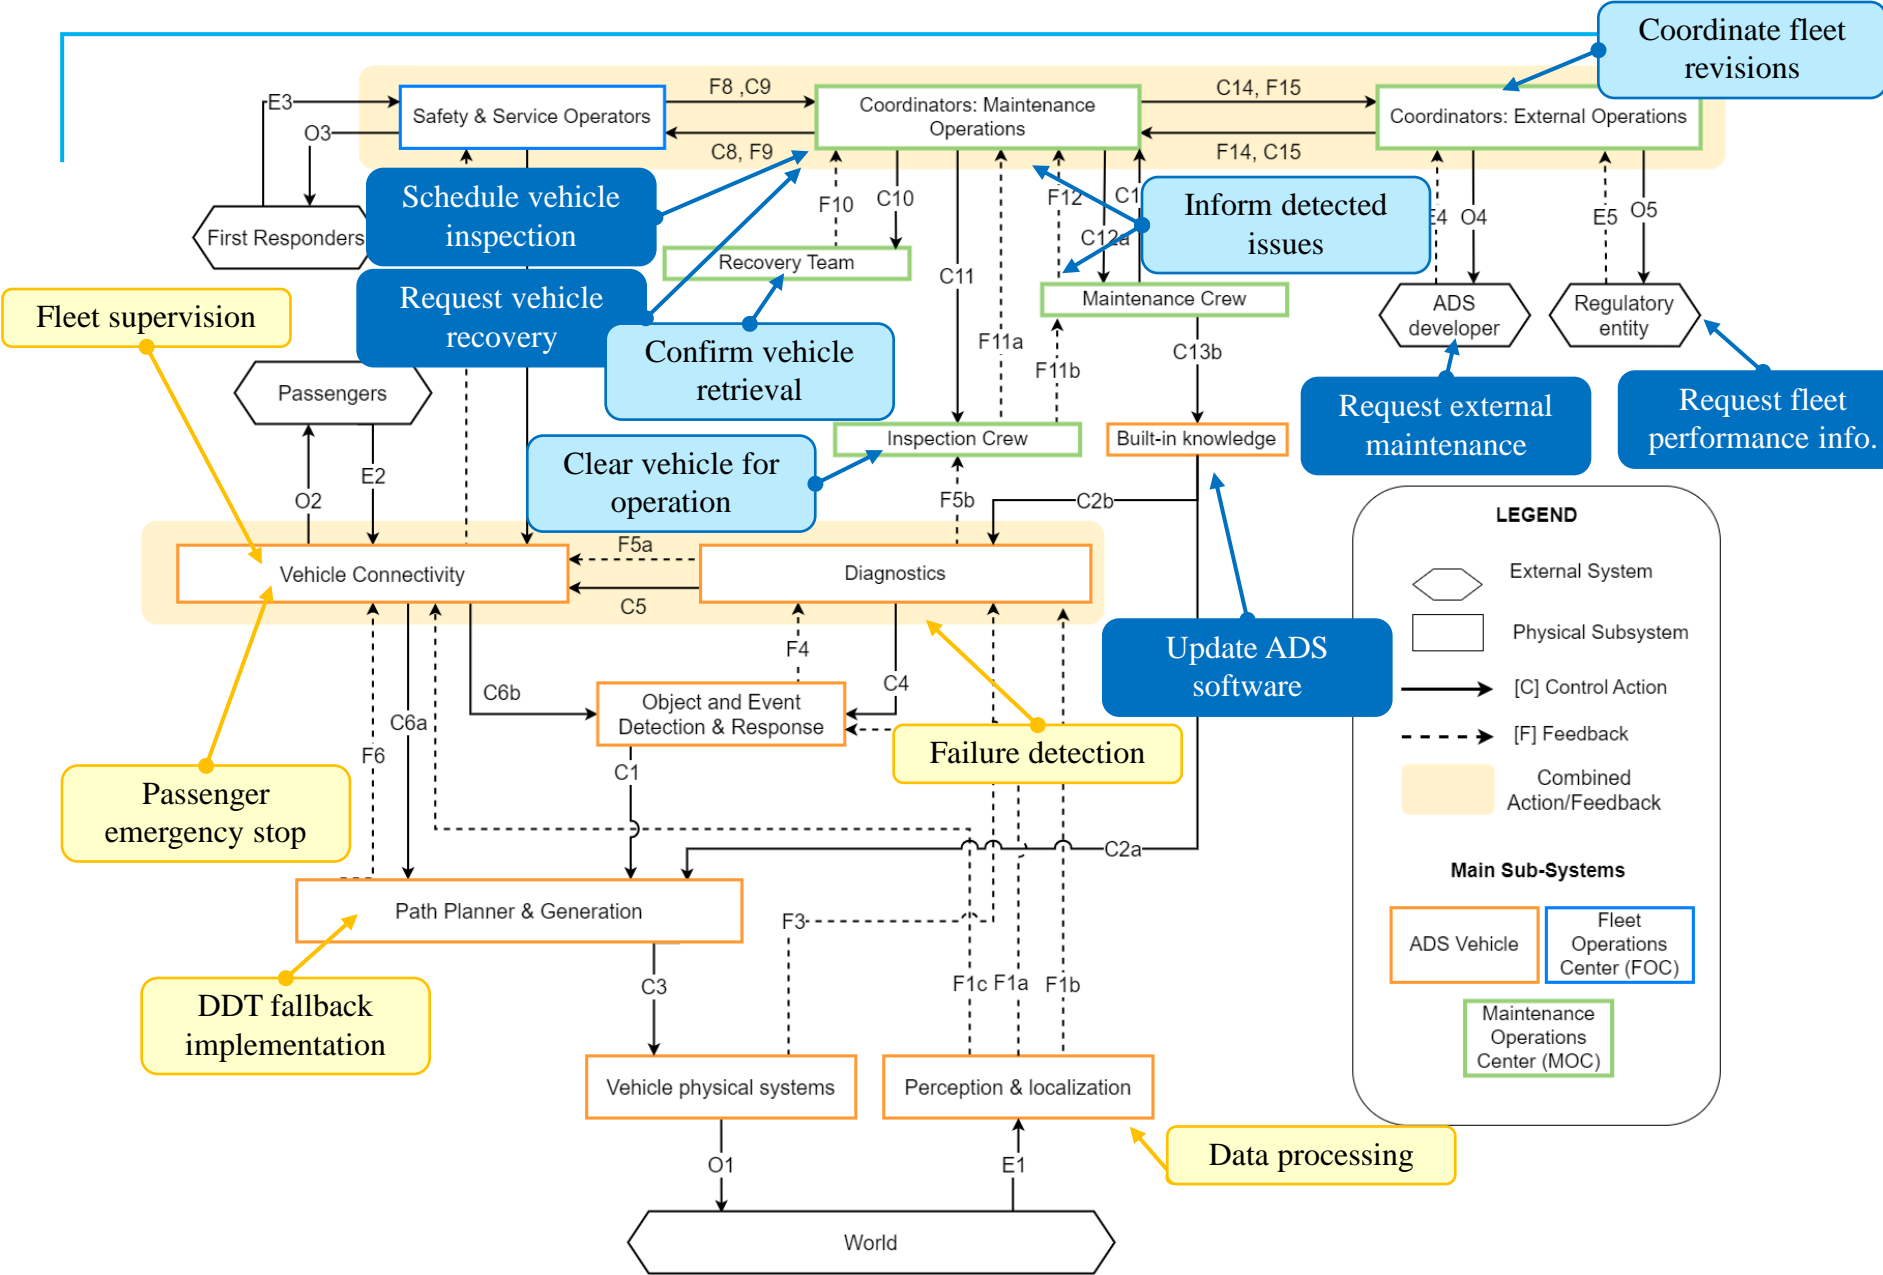 Coordinate fleet
revisions
E3
Safety & Service Operators
F8 ,C9
Coordinators: Maintenance
Operations
C14, F15
Coordinators: External Operations
O3
C8, F9
F14, C15
Schedule vehicle
inspection
F10
C10
F12
C1
Inform detected
issues
E4
O4
E5
O5
First Responders
Recovery Team
C12a
C11
Request vehicle
recovery
Maintenance Crew
ADS
developer
Regulatory
entity
Fleet supervision
Confirm vehicle
retrieval
F11a
F11b
C13b
Passengers
Request external
maintenance
Request fleet
performance info.
Inspection Crew
Built-in knowledge
Clear vehicle for
operation
O2
E2
F5b
C2b
LEGEND
External System
Physical Subsystem
[C] Control Action
[F] Feedback
Combined
Action/Feedback
Main Sub-Systems
ADS Vehicle
Fleet
Operations
Center (FOC)
Maintenance
Operations
Center (MOC)
F5a
Vehicle Connectivity
Diagnostics
C5
F4
C4
Update ADS
software
C6b
Object and Event
Detection & Response
C6a
F6
Failure detection
C1
Passenger
emergency stop
C2a
Path Planner & Generation
F3
C3
F1c
F1a
F1b
DDT fallback
implementation
Vehicle physical systems
Perception & localization
O1
E1
Data processing
World